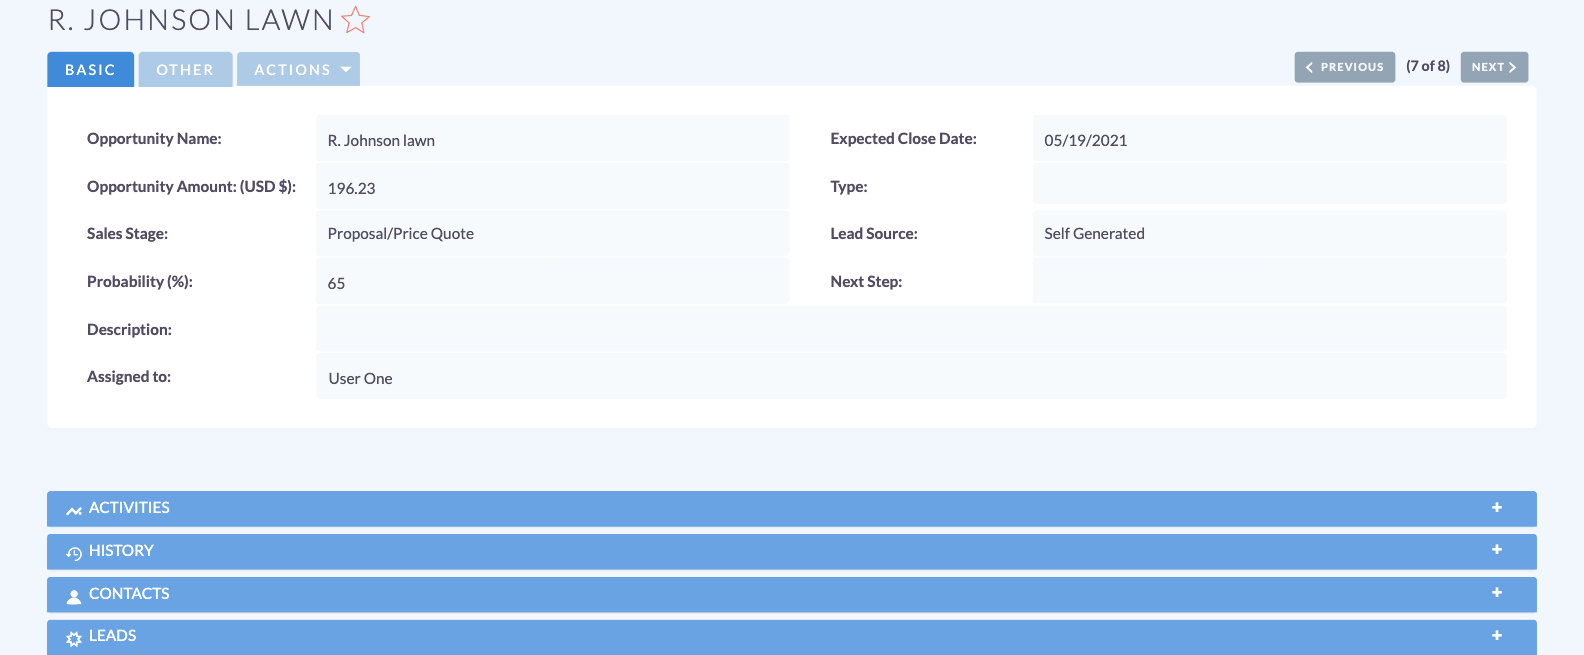 R. JOHNSON LAWN
BASIC
OTHER
ACTIONS
PREVIOUS
(7 of 8)
NEXT
Opportunity Name:
R. Johnson lawn
Expected Close Date:
05/19/2021
Opportunity Amount: (USD $):
196.23
Type:
Sales Stage:
Proposal/Price Quote
Lead Source:
Self Generated
Probability (%):
65
Next Step:
Description:
Assigned to:
User One
ACTIVITIES
HISTORY
CONTACTS
LEADS